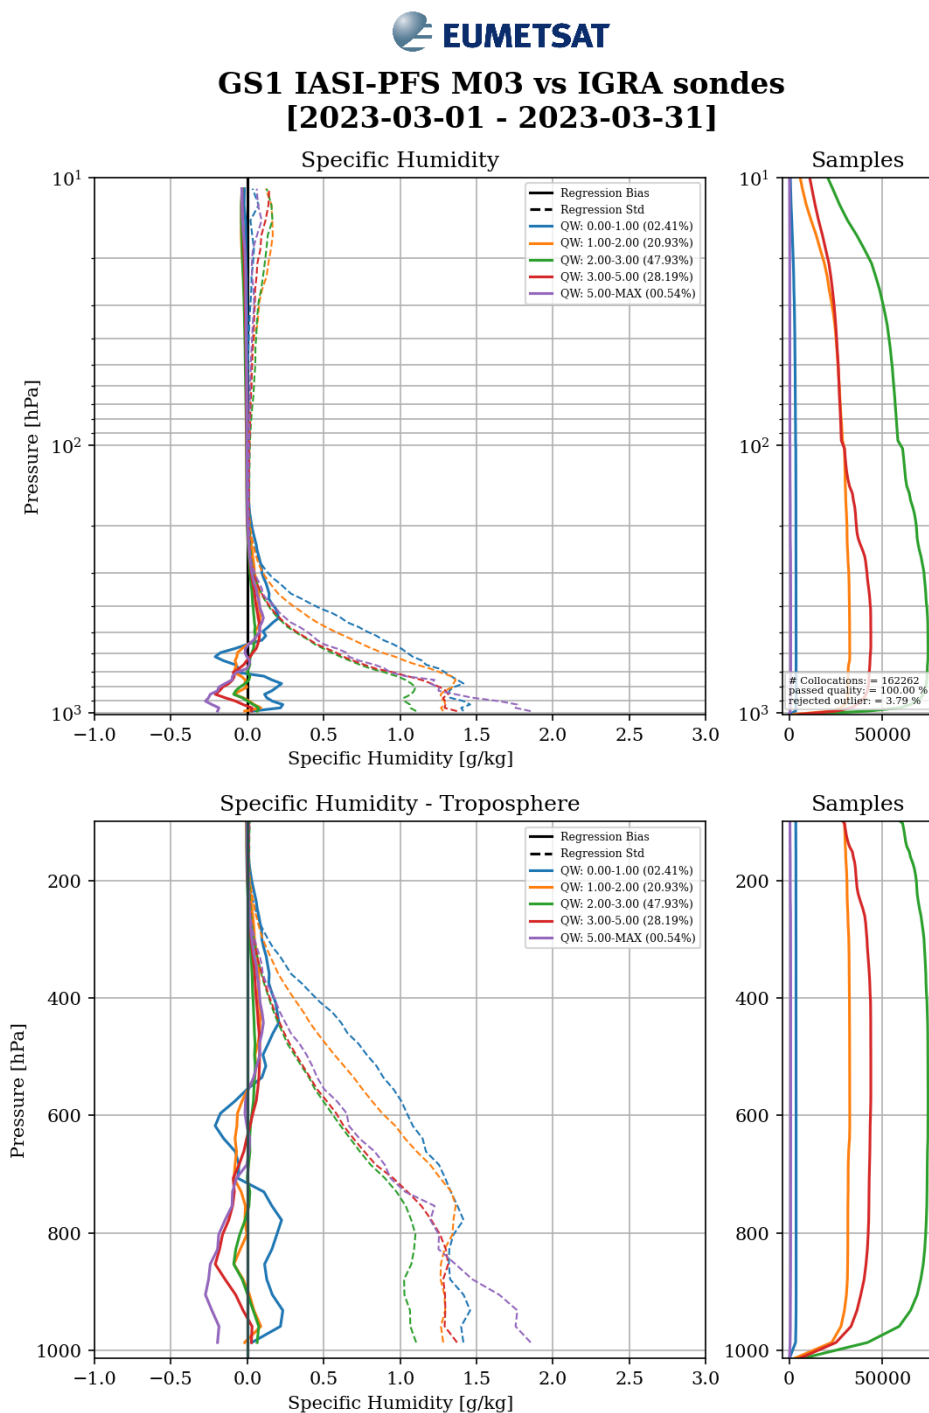 EUMETSAT
GS1 IASI-PFS M03 vs IGRA sondes
[2023-03-01 - 2023-03-31]
Specific Humidity
Samples
Pressure [hPa]
10¹
10²
10³
Regression Bias
Regression Std
QW: 0.00-1.00 (02.41%)
QW: 1.00-2.00 (20.93%)
QW: 2.00-3.00 (47.93%)
QW: 3.00-5.00 (28.19%)
QW: 5.00-MAX (00.54%)
−1.0 −0.5 0.0 0.5 1.0 1.5 2.0 2.5 3.0
Specific Humidity [g/kg]
10¹
10²
10³
# Collocations: = 162262
passed quality: = 100.00 %
rejected outlier: = 3.79 %
0 50000
Specific Humidity - Troposphere
Samples
Pressure [hPa]
200
400
600
800
1000
Regression Bias
Regression Std
QW: 0.00-1.00 (02.41%)
QW: 1.00-2.00 (20.93%)
QW: 2.00-3.00 (47.93%)
QW: 3.00-5.00 (28.19%)
QW: 5.00-MAX (00.54%)
−1.0 −0.5 0.0 0.5 1.0 1.5 2.0 2.5 3.0
Specific Humidity [g/kg]
200
400
600
800
1000
0 50000